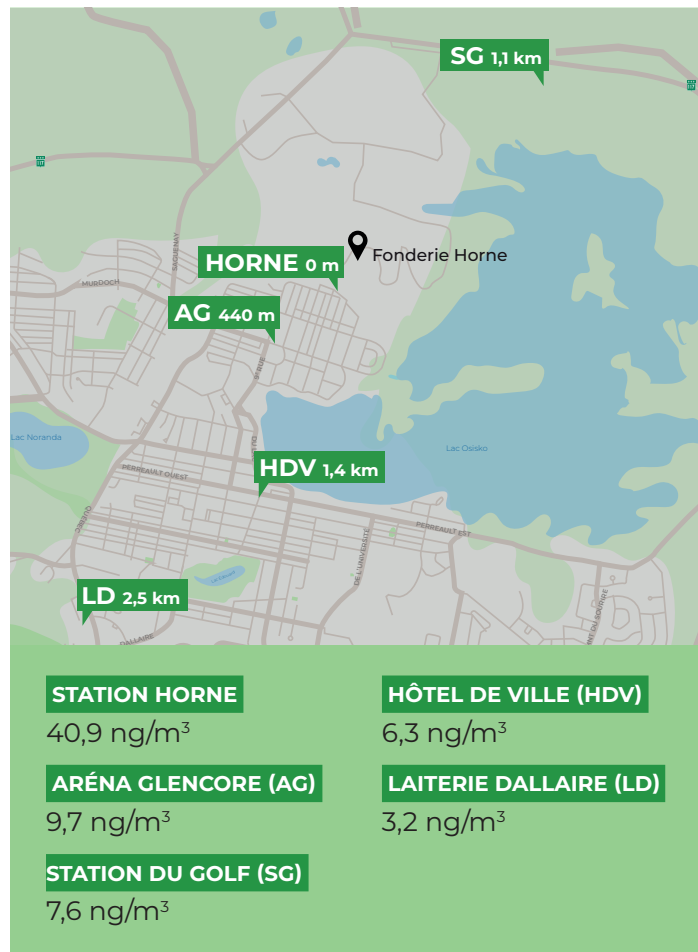 SG 1,1 km
SAGUENAY
Fonderie Horne
HORNE 0 m
MURDOCH
AG 440 m
Lac Noranda
Lac Osisko
HDV 1,4 km
PERREAULT OUEST
PERREAULT EST
QUÉBEC
DE L'UNIVERSITÉ
LD 2,5 km
DALLAIRE
STATION HORNE
40,9 ng/m³
ARÉNA GLENCORE (AG)
9,7 ng/m³
STATION DU GOLF (SG)
7,6 ng/m³
HÔTEL DE VILLE (HDV)
6,3 ng/m³
LAITERIE DALLAIRE (LD)
3,2 ng/m³